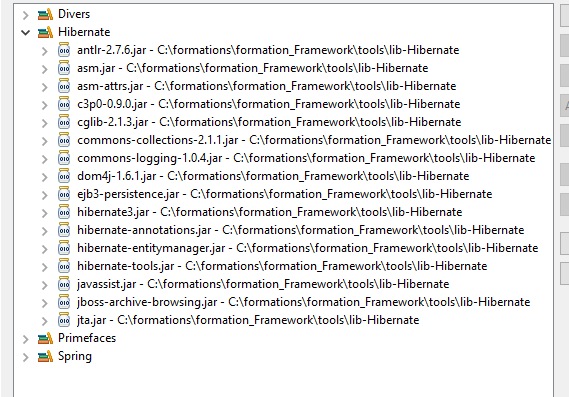 Divers
Hibernate
antlr-2.7.6.jar - C:\formations\formation_Framework\tools\lib-Hibernate
asm.jar - C:\formations\formation_Framework\tools\lib-Hibernate
asm-attrs.jar - C:\formations\formation_Framework\tools\lib-Hibernate
c3p0-0.9.0.jar - C:\formations\formation_Framework\tools\lib-Hibernate
cglib-2.1.3.jar - C:\formations\formation_Framework\tools\lib-Hibernate
commons-collections-2.1.1.jar - C:\formations\formation_Framework\tools\lib-Hibernate
commons-logging-1.0.4.jar - C:\formations\formation_Framework\tools\lib-Hibernate
dom4j-1.6.1.jar - C:\formations\formation_Framework\tools\lib-Hibernate
ejb3-persistence.jar - C:\formations\formation_Framework\tools\lib-Hibernate
hibernate3.jar - C:\formations\formation_Framework\tools\lib-Hibernate
hibernate-annotations.jar - C:\formations\formation_Framework\tools\lib-Hibernate
hibernate-entitymanager.jar - C:\formations\formation_Framework\tools\lib-Hibernate
hibernate-tools.jar - C:\formations\formation_Framework\tools\lib-Hibernate
javassist.jar - C:\formations\formation_Framework\tools\lib-Hibernate
jboss-archive-browsing.jar - C:\formations\formation_Framework\tools\lib-Hibernate
jta.jar - C:\formations\formation_Framework\tools\lib-Hibernate
Primefaces
Spring